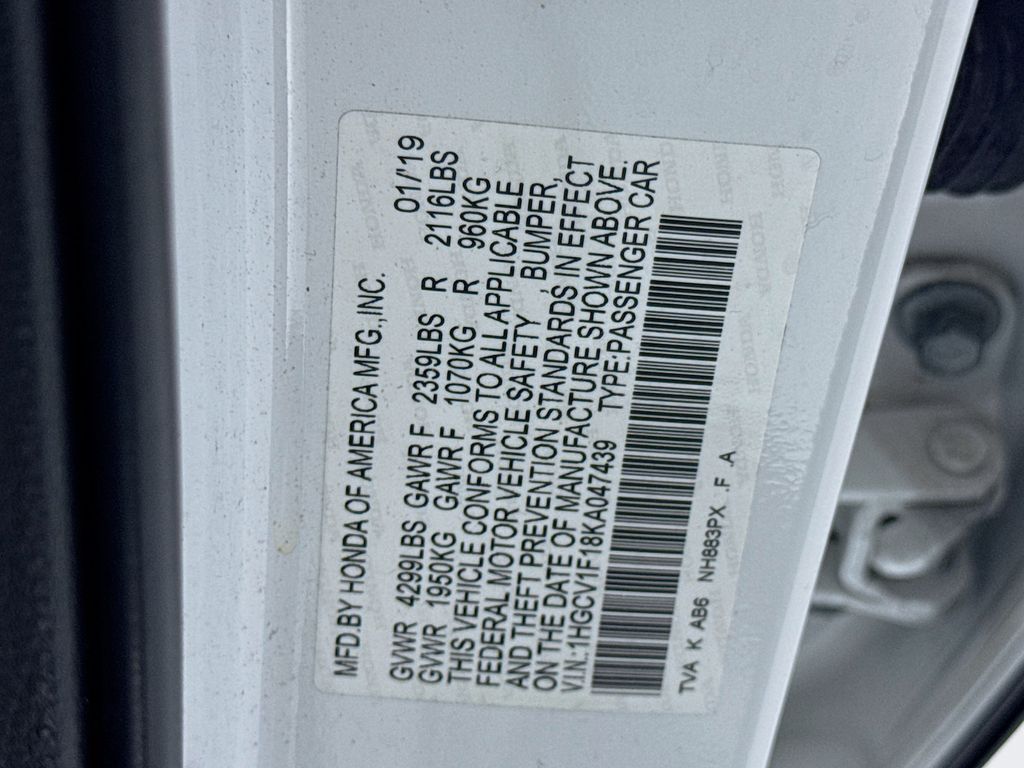 MFD.BY HONDA OF AMERICA MFG.,INC. 01/'19
GVWR 4299LBS GAWR F 2359LBS R 2116LBS
GVWR 1950KG GAWR F 1070KG R 960KG
THIS VEHICLE CONFORMS TO ALL APPLICABLE
FEDERAL MOTOR VEHICLE SAFETY , BUMPER,
AND THEFT PREVENTION STANDARDS IN EFFECT
ON THE DATE OF MANUFACTURE SHOWN ABOVE.
V.I.N.:1HGCV1F18KA047439 TYPE:PASSENGER CAR
TVA K AB6 NH883PX .F .A